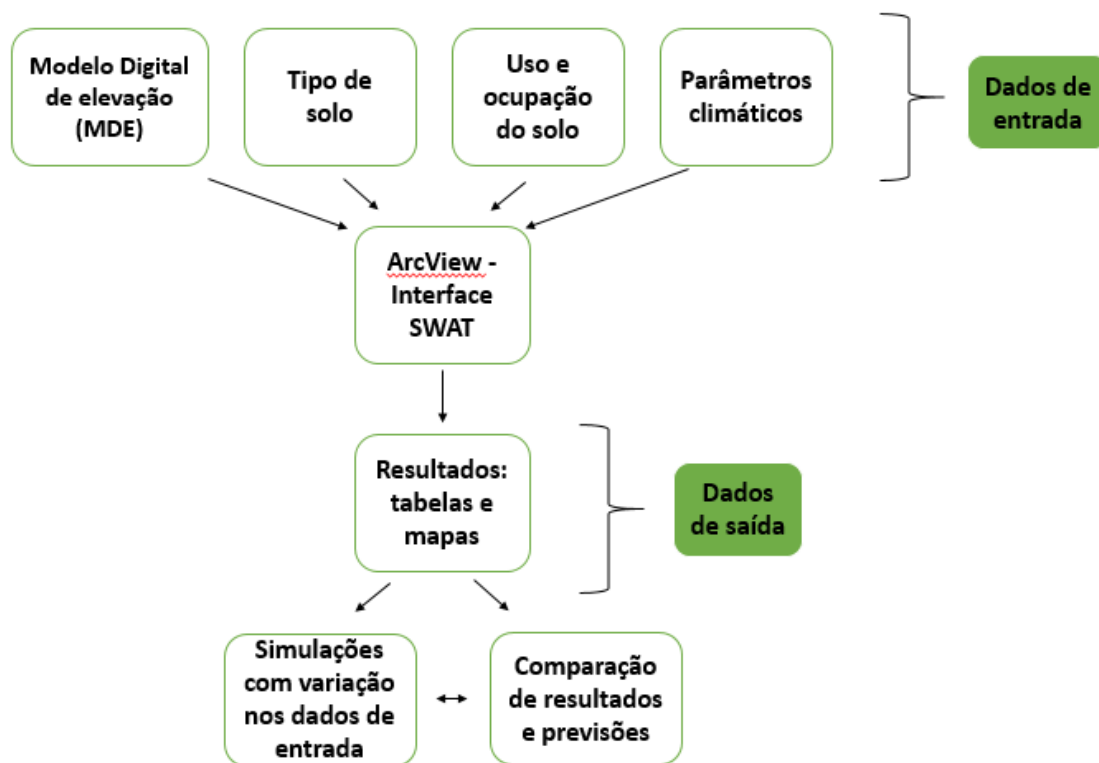 Modelo Digital
de elevação
(MDE)
Tipo de
solo
Uso e
ocupação
do solo
Parâmetros
climáticos
Dados de
entrada
ArcView -
Interface
SWAT
Resultados:
tabelas e
mapas
Dados
de saída
Simulações
com variação
nos dados de
entrada
Comparação
de resultados
e previsões